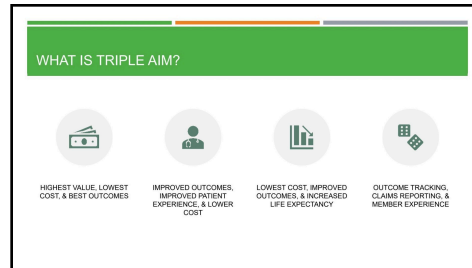 WHAT IS TRIPLE AIM?
HIGHEST VALUE, LOWEST
COST, & BEST OUTCOMES
IMPROVED OUTCOMES,
IMPROVED PATIENT
EXPERIENCE, & LOWER
COST
LOWEST COST, IMPROVED
OUTCOMES, & INCREASED
LIFE EXPECTANCY
OUTCOME TRACKING,
CLAIMS REPORTING, &
MEMBER EXPERIENCE